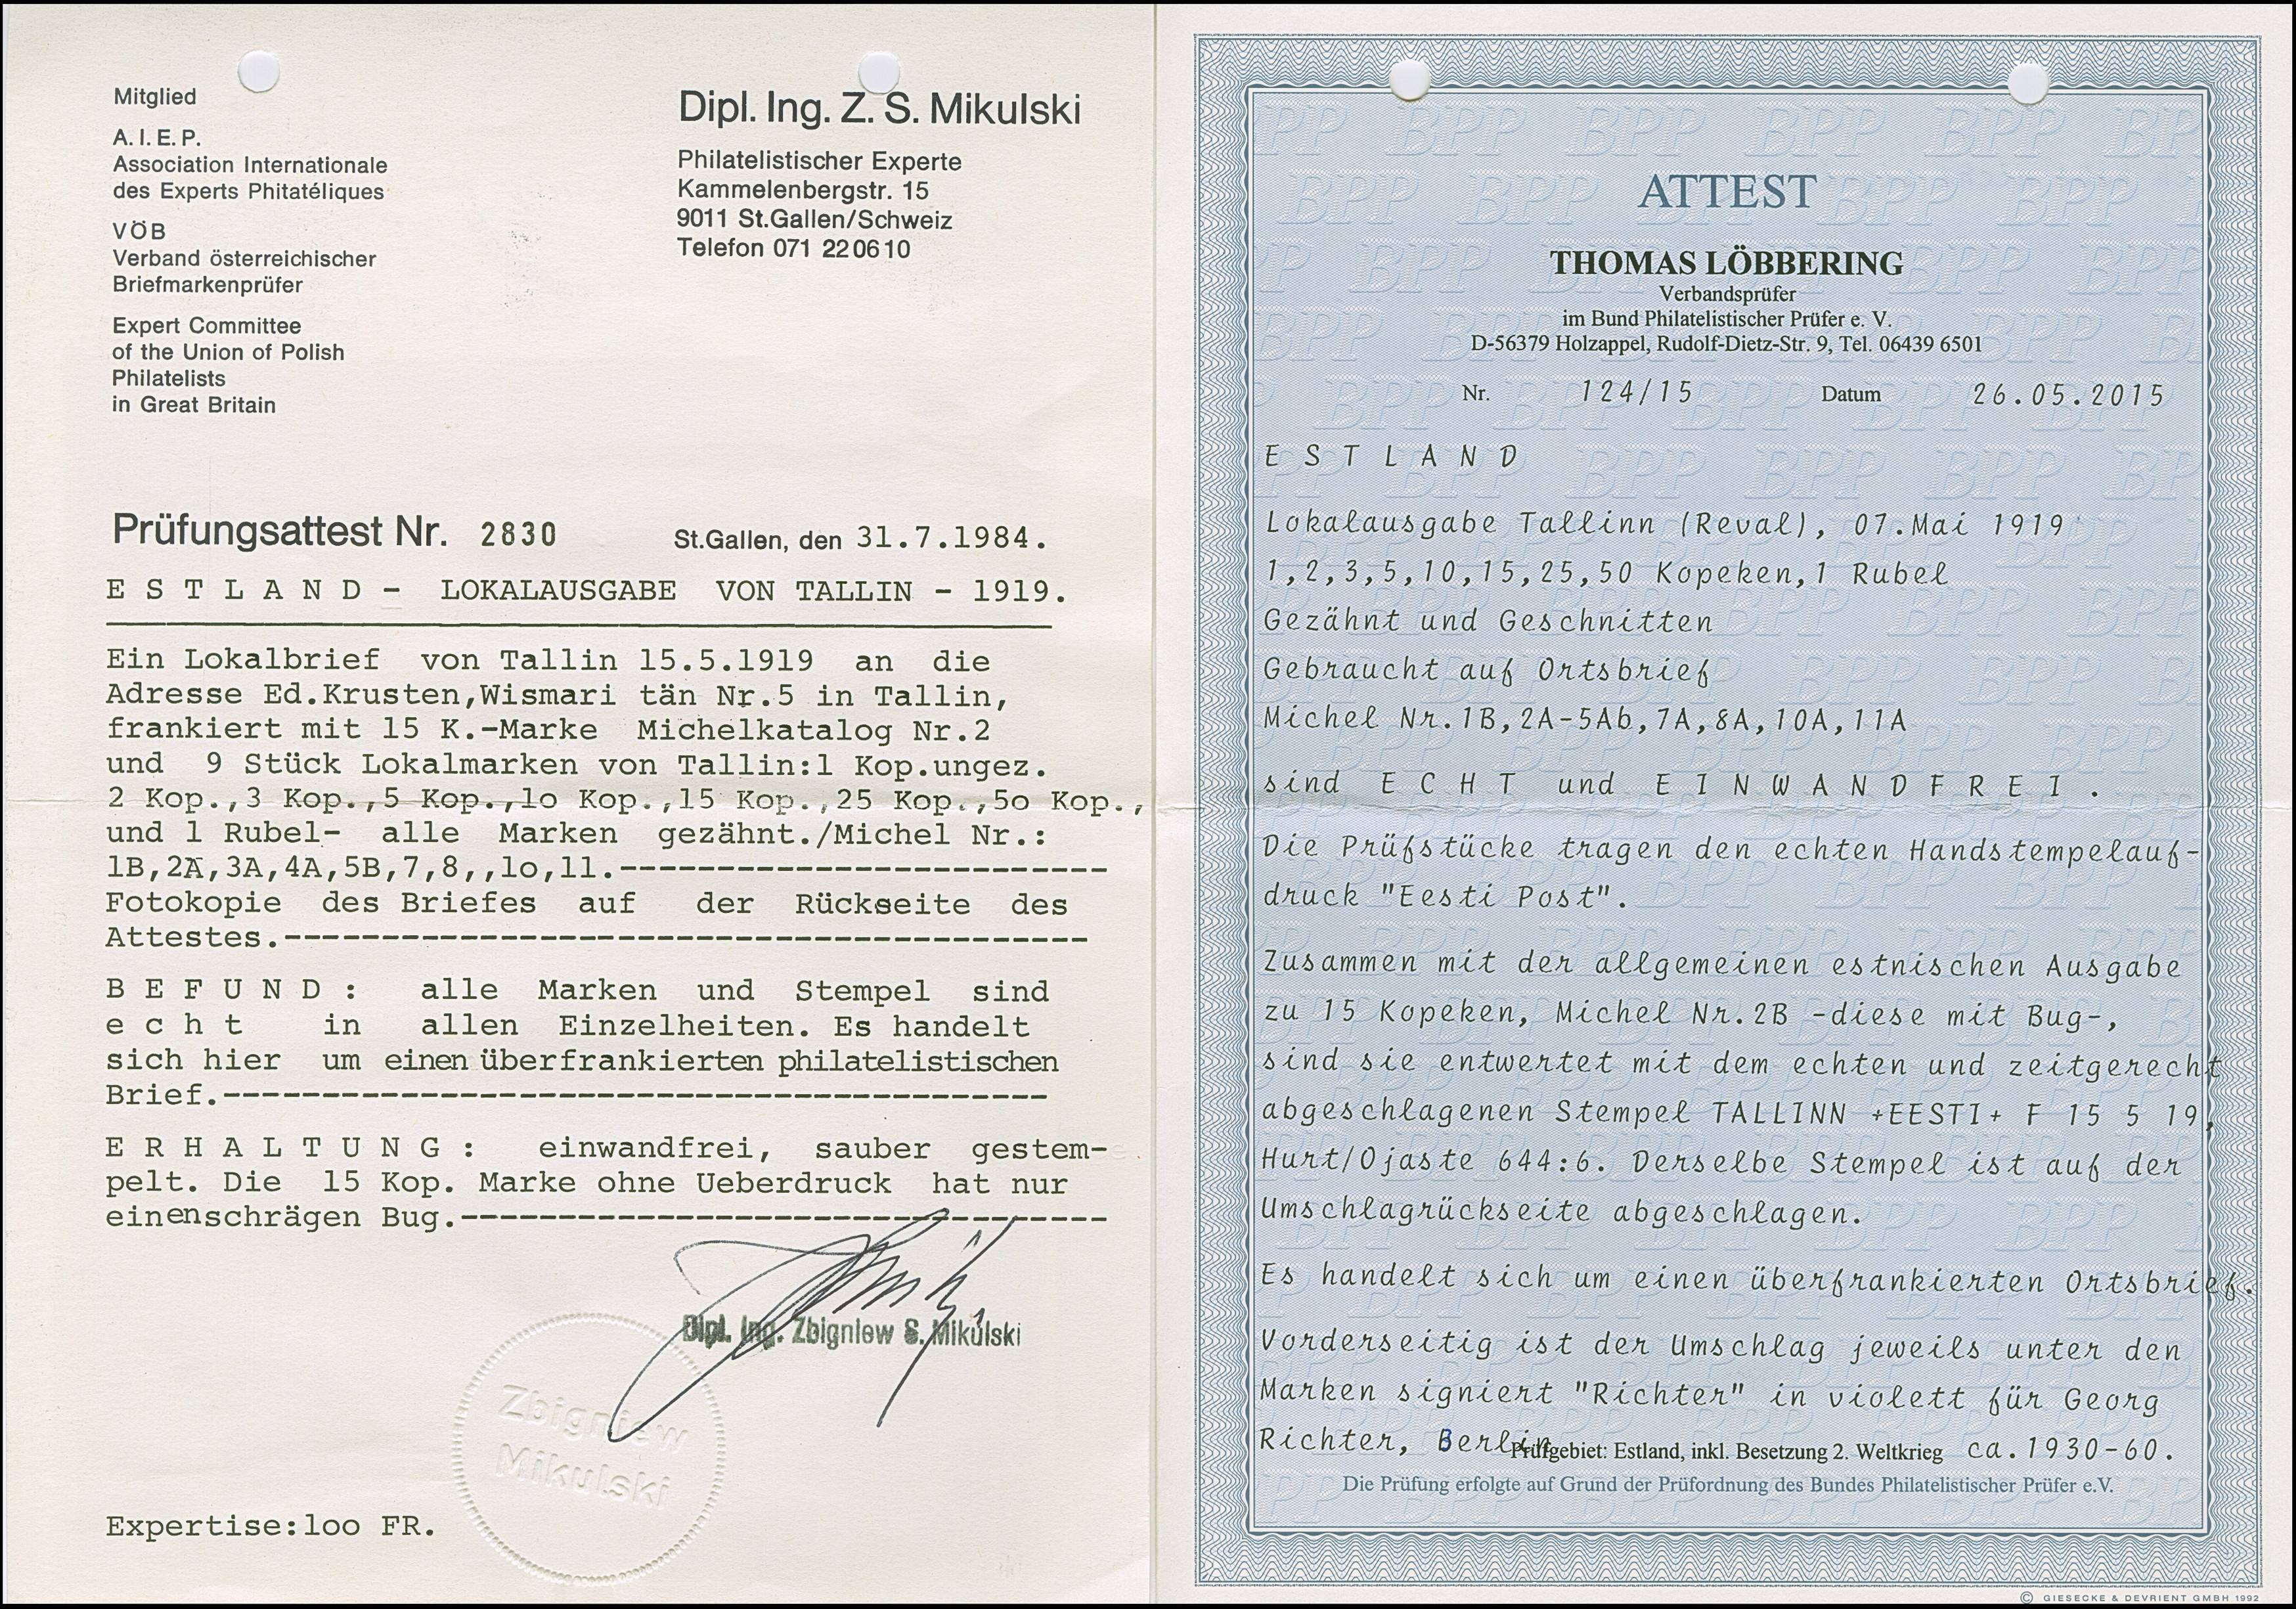 Mitglied
A.I.E.P.
Association Internationale
des Experts Philatéliques
VÖB
Verband österreichischer
Briefmarkenprüfer
Expert Committee
of the Union of Polish
Philatelists
in Great Britain
Dipl. Ing. Z. S. Mikulski
Philatelistischer Experte
Kammelenbergstr. 15
9011 St.Gallen/Schweiz
Telefon 071 220610
Prüfungsattest Nr. 2830 St.Gallen, den 31.7.1984.
E S T L A N D - LOKALAUSGABE VON TALLIN - 1919.
Ein Lokalbrief von Tallin 15.5.1919 an die
Adresse Ed.Krusten,Wismari tän Nr.5 in Tallin,
frankiert mit 15 K.-Marke Michelkatalog Nr.2
und 9 Stück Lokalmarken von Tallin:1 Kop.ungez.
2 Kop.,3 Kop.,5 Kop.,lo Kop.,15 Kop.,25 Kop.,5o Kop.,
und 1 Rubel- alle Marken gezähnt./Michel Nr.:
1B,2A,3A,4A,5B,7,8,,lo,11.-------------------------
Fotokopie des Briefes auf der Rückseite des
Attestes.-----------------------------------------
B E F U N D : alle Marken und Stempel sind
e c h t in allen Einzelheiten. Es handelt
sich hier um einen überfrankierten philatelistischen
Brief.------------------------------------------
E R H A L T U N G : einwandfrei, sauber gestem-
pelt. Die 15 Kop. Marke ohne Ueberdruck hat nur
einenschrägen Bug.---------------------------------
Dipl. Ing. Zbigniew S. Mikulski
Zbigniew
Mikulski
Expertise:loo FR.
ATTEST
THOMAS LÖBBERING
Verbandsprüfer
im Bund Philatelistischer Prüfer e. V.
D-56379 Holzappel, Rudolf-Dietz-Str. 9, Tel. 06439 6501
Nr. 124/15 Datum 26.05.2015
E S T L A N D
Lokalausgabe Tallinn (Reval), 07.Mai 1919
1,2,3,5,10,15,25,50 Kopeken,1 Rubel
Gezähnt und Geschnitten
Gebraucht auf Ortsbrief
Michel Nr.1B,2A-5Ab,7A,8A,10A,11A
sind E C H T und E I N W A N D F R E I .
Die Prüfstücke tragen den echten Handstempelauf-
druck "Eesti Post".
Zusammen mit der allgemeinen estnischen Ausgabe
zu 15 Kopeken, Michel Nr.2B -diese mit Bug-,
sind sie entwertet mit dem echten und zeitgerecht
abgeschlagenen Stempel TALLINN +EESTI+ F 15 5 19,
Hurt/Ojaste 644:6. Derselbe Stempel ist auf der
Umschlagrückseite abgeschlagen.
Es handelt sich um einen überfrankierten Ortsbrief.
Vorderseitig ist der Umschlag jeweils unter den
Marken signiert "Richter" in violett für Georg
Richter, Berlin ca.1930-60.
Prüfgebiet: Estland, inkl. Besetzung 2. Weltkrieg
Die Prüfung erfolgte auf Grund der Prüfordnung des Bundes Philatelistischer Prüfer e.V.
© GIESECKE & DEVRIENT GMBH 1992